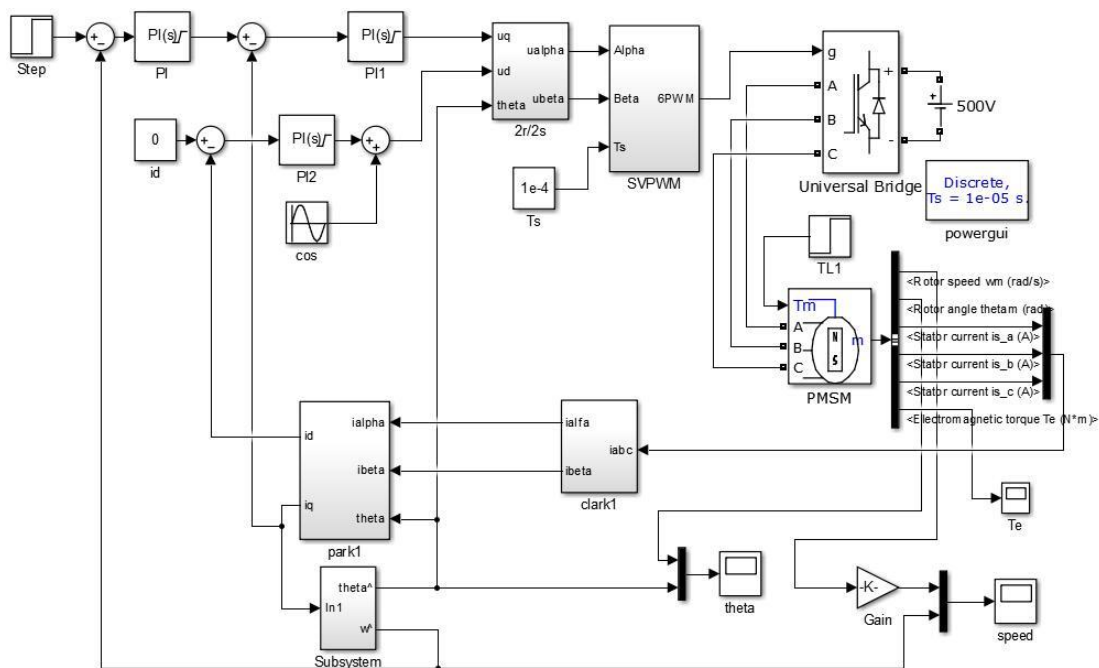 Step
PI(s)
PI
PI(s)
PI1
0
id
PI(s)
PI2
cos
uq
ud
theta
ualpha
ubeta
2r/2s
1e-4
Ts
Alpha
Beta
Ts
6PWM
SVPWM
g
A
B
C
+
-
Universal Bridge
+
500V
Discrete,
Ts = 1e-05 s.
powergui
TL1
Tm
A
B
C
N
S
m
PMSM
<Rotor speed wm (rad/s)>
<Rotor angle thetam (rad)>
<Stator current is_a (A)>
<Stator current is_b (A)>
<Stator current is_c (A)>
<Electromagnetic torque Te (N*m)>
id
iq
ialpha
ibeta
theta
park1
ialfa
ibeta
iabc
clark1
Te
In1
theta^
w^
Subsystem
theta
-K-
Gain
speed